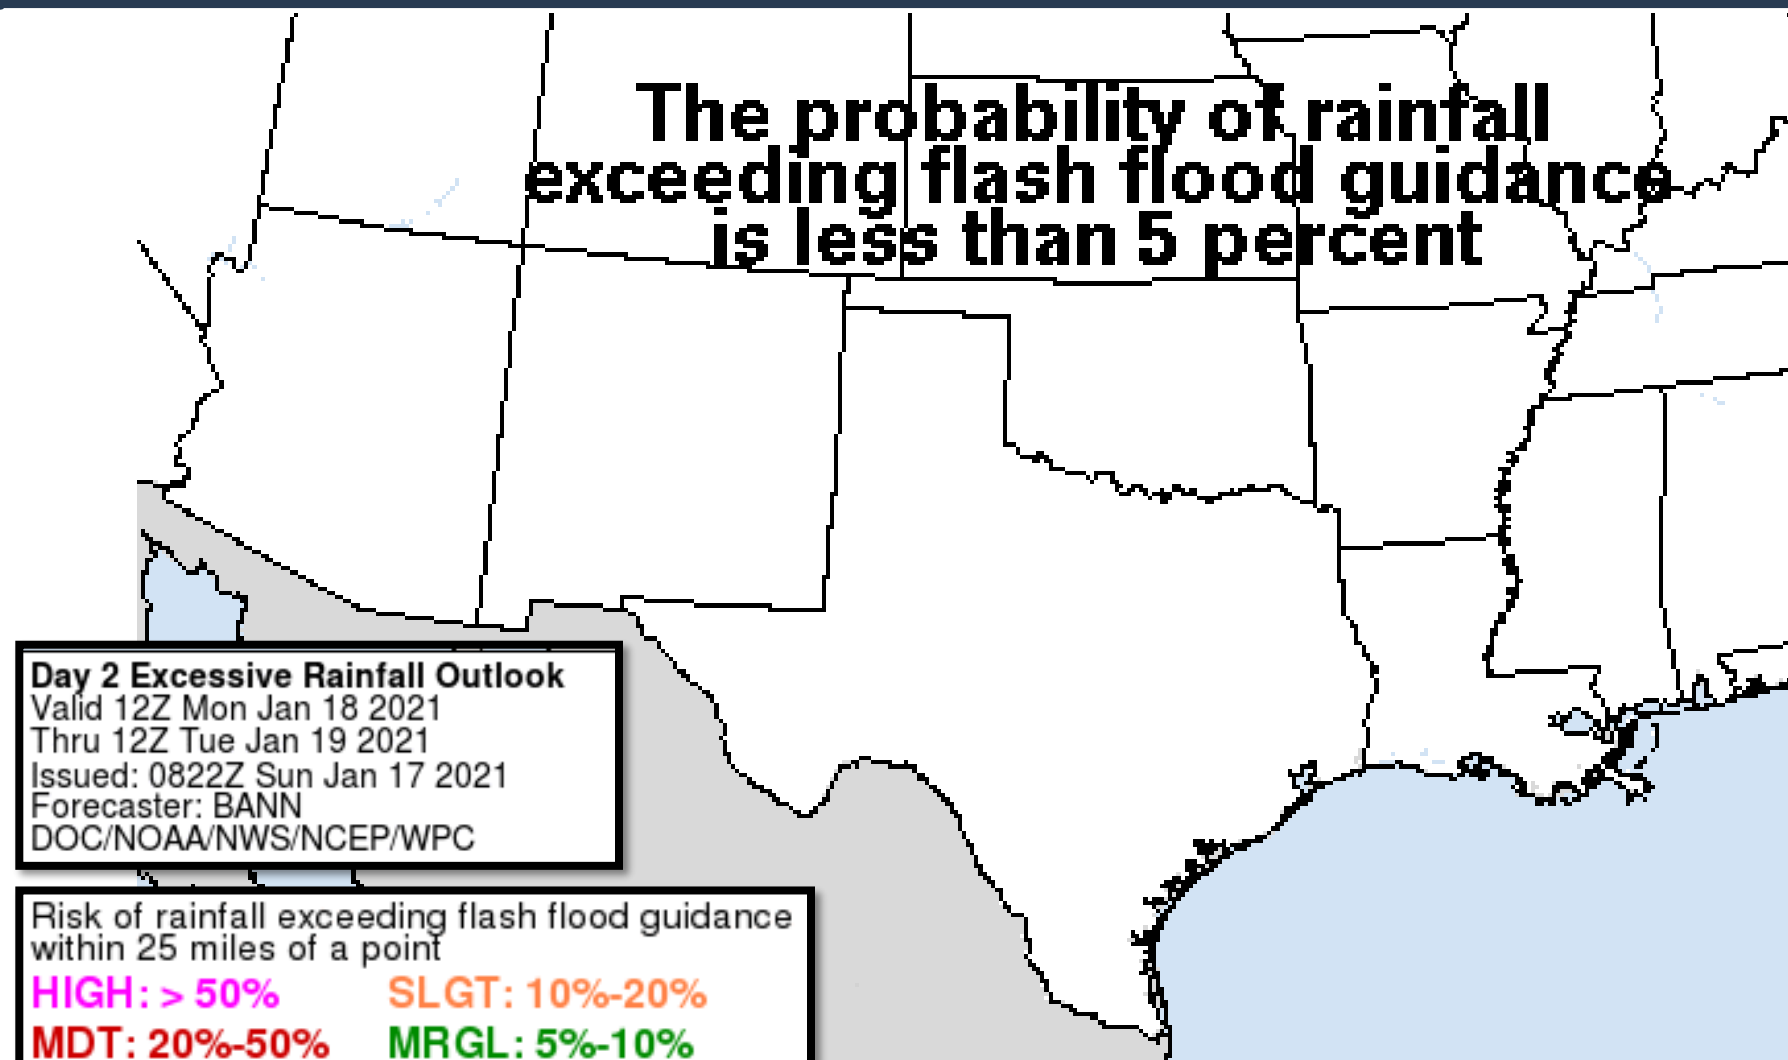 The probability of rainfall
exceeding flash flood guidance
is less than 5 percent
Day 2 Excessive Rainfall Outlook
Valid 12Z Mon Jan 18 2021
Thru 12Z Tue Jan 19 2021
Issued: 0822Z Sun Jan 17 2021
Forecaster: BANN
DOC/NOAA/NWS/NCEP/WPC
Risk of rainfall exceeding flash flood guidance
within 25 miles of a point
HIGH: > 50% SLGT: 10%-20%
MDT: 20%-50% MRGL: 5%-10%